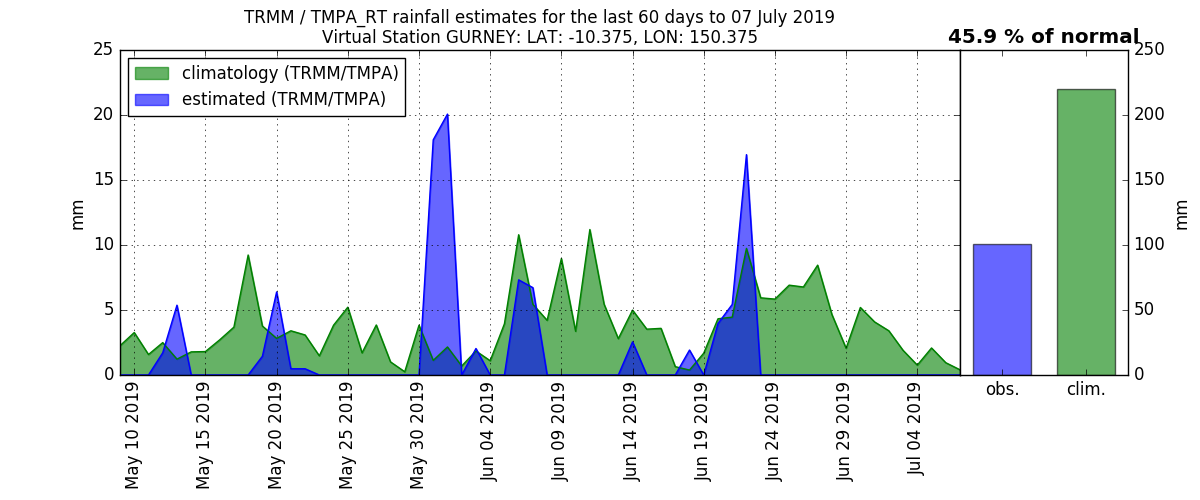 TRMM / TMPA_RT rainfall estimates for the last 60 days to 07 July 2019
Virtual Station GURNEY: LAT: -10.375, LON: 150.375
45.9 % of normal
climatology (TRMM/TMPA)
estimated (TRMM/TMPA)
25
20
15
10
5
0
mm
May 10 2019
May 15 2019
May 20 2019
May 25 2019
May 30 2019
Jun 04 2019
Jun 09 2019
Jun 14 2019
Jun 19 2019
Jun 24 2019
Jun 29 2019
Jul 04 2019
obs.
clim.
250
200
150
100
50
0
mm